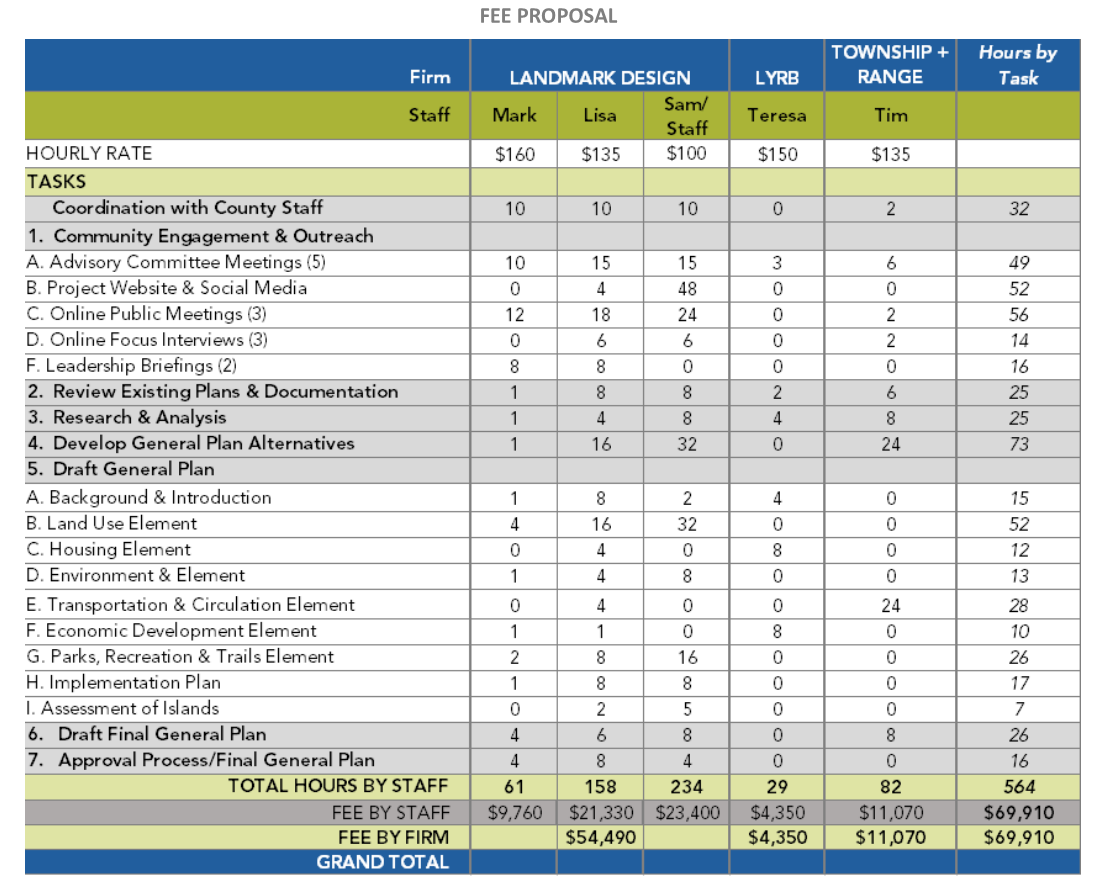 FEE PROPOSAL
Firm LANDMARK DESIGN LYRB TOWNSHIP + RANGE Hours by Task
Staff Mark Lisa Sam/ Staff Teresa Tim
HOURLY RATE $160 $135 $100 $150 $135
TASKS
Coordination with County Staff 10 10 10 0 2 32
1. Community Engagement & Outreach
A. Advisory Committee Meetings (5) 10 15 15 3 6 49
B. Project Website & Social Media 0 4 48 0 0 52
C. Online Public Meetings (3) 12 18 24 0 2 56
D. Online Focus Interviews (3) 0 6 6 0 2 14
F. Leadership Briefings (2) 8 8 0 0 0 16
2. Review Existing Plans & Documentation 1 8 8 2 6 25
3. Research & Analysis 1 4 8 4 8 25
4. Develop General Plan Alternatives 1 16 32 0 24 73
5. Draft General Plan
A. Background & Introduction 1 8 2 4 0 15
B. Land Use Element 4 16 32 0 0 52
C. Housing Element 0 4 0 8 0 12
D. Environment & Element 1 4 8 0 0 13
E. Transportation & Circulation Element 0 4 0 0 24 28
F. Economic Development Element 1 1 0 8 0 10
G. Parks, Recreation & Trails Element 2 8 16 0 0 26
H. Implementation Plan 1 8 8 0 0 17
I. Assessment of Islands 0 2 5 0 0 7
6. Draft Final General Plan 4 6 8 0 8 26
7. Approval Process/Final General Plan 4 8 4 0 0 16
TOTAL HOURS BY STAFF 61 158 234 29 82 564
FEE BY STAFF $9,760 $21,330 $23,400 $4,350 $11,070 $69,910
FEE BY FIRM $54,490 $4,350 $11,070 $69,910
GRAND TOTAL